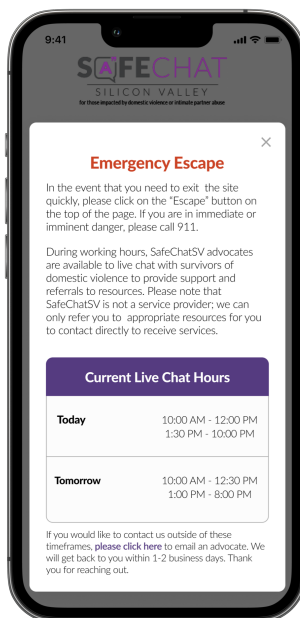 9:41
SAFECHAT
SILICON VALLEY
for those impacted by domestic violence or intimate partner abuse
Emergency Escape
In the event that you need to exit the site
quickly, please click on the “Escape” button on
the top of the page. If you are in immediate or
imminent danger, please call 911.
During working hours, SafeChatSV advocates
are available to live chat with survivors of
domestic violence to provide support and
referrals to resources. Please note that
SafeChatSV is not a service provider; we can
only refer you to appropriate resources for you
to contact directly to receive services.
Current Live Chat Hours
Today 10:00 AM - 12:00 PM
1:30 PM - 10:00 PM
Tomorrow 10:00 AM - 12:30 PM
1:00 PM - 8:00 PM
If you would like to contact us outside of these
timeframes, please click here to email an advocate. We
will get back to you within 1-2 business days. Thank
you for reaching out.